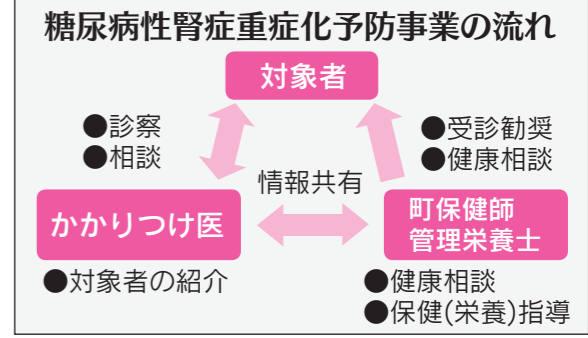 糖尿病性腎症重症化予防事業の流れ
対象者
●診察
●相談
●受診勧奨
●健康相談
情報共有
かかりつけ医
町保健師
管理栄養士
●対象者の紹介
●健康相談
●保健(栄養)指導